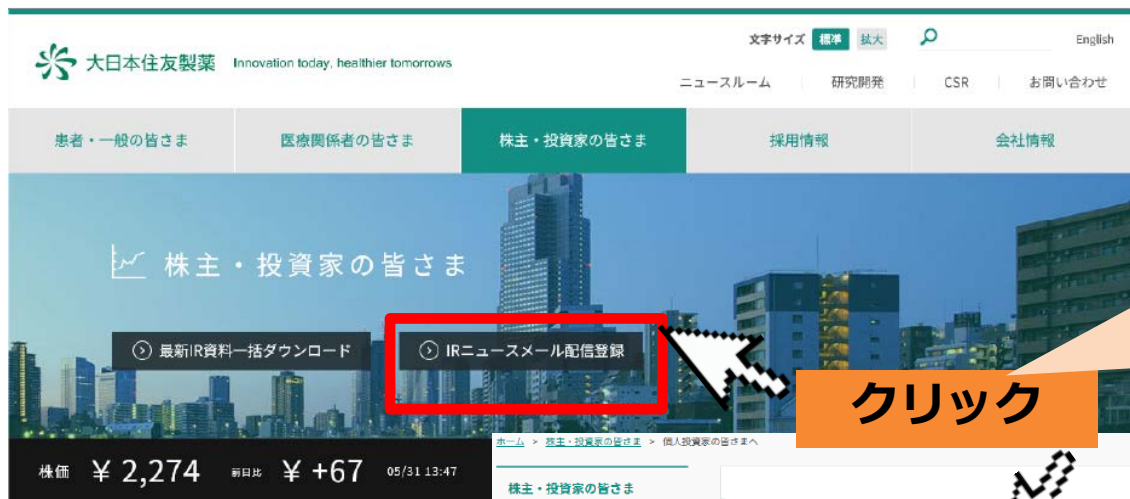 文字サイズ 標準 拡大 English
大日本住友製薬 Innovation today, healthier tomorrows
ニュースルーム 研究開発 CSR お問い合わせ
患者・一般の皆さま 医療関係者の皆さま 株主・投資家の皆さま 採用情報 会社情報
株主・投資家の皆さま
最新IR資料一括ダウンロード IRニュースメール配信登録
クリック
ホーム > 株主・投資家の皆さま > 個人投資家の皆さまへ
株価 ¥ 2,274 前日比 ¥ +67 05/31 13:47
株主・投資家の皆さま